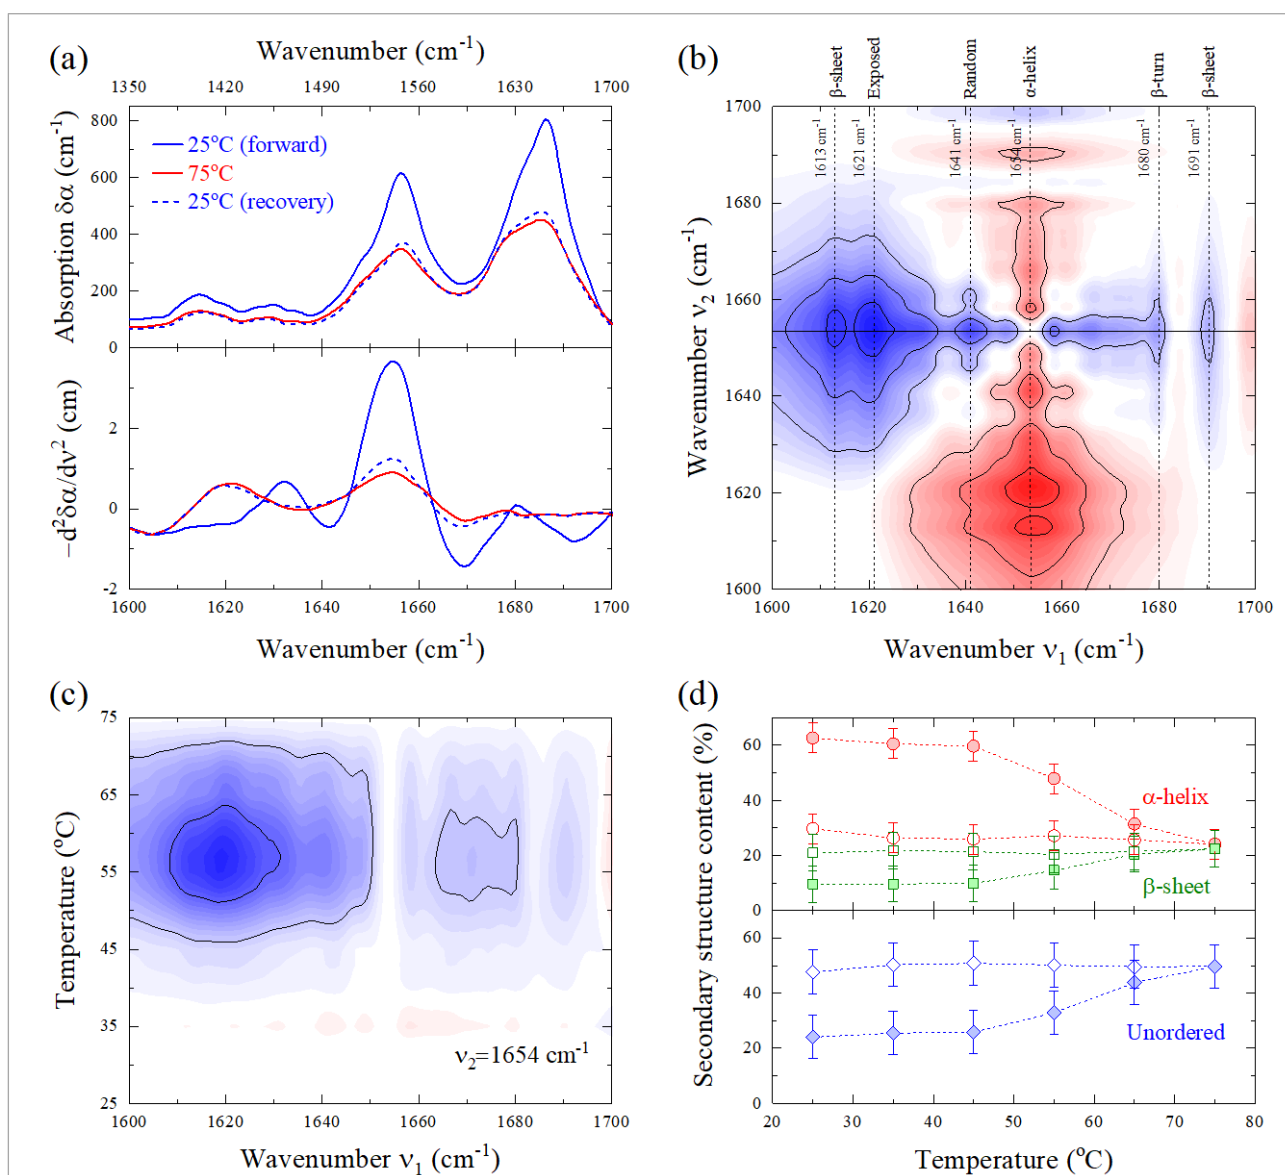 (a)
Wavenumber (cm⁻¹)
1350 1420 1490 1560 1630 1700
Absorption δα (cm⁻¹)
800
600
400
200
0
25°C (forward)
75°C
25°C (recovery)
−d²δα/dν² (cm)
2
0
-2
1600 1620 1640 1660 1680 1700
Wavenumber (cm⁻¹)
(b)
β-sheet
Exposed
Random
α-helix
β-turn
β-sheet
1613 cm⁻¹
1621 cm⁻¹
1641 cm⁻¹
1654 cm⁻¹
1680 cm⁻¹
1691 cm⁻¹
Wavenumber ν₂ (cm⁻¹)
1700
1680
1660
1640
1620
1600
1600 1620 1640 1660 1680 1700
Wavenumber ν₁ (cm⁻¹)
(c)
Temperature (°C)
75
65
55
45
35
25
ν₂=1654 cm⁻¹
1600 1620 1640 1660 1680 1700
Wavenumber ν₁ (cm⁻¹)
(d)
Secondary structure content (%)
60
40
20
0
α-helix
β-sheet
60
40
20
0
Unordered
20 30 40 50 60 70 80
Temperature (°C)